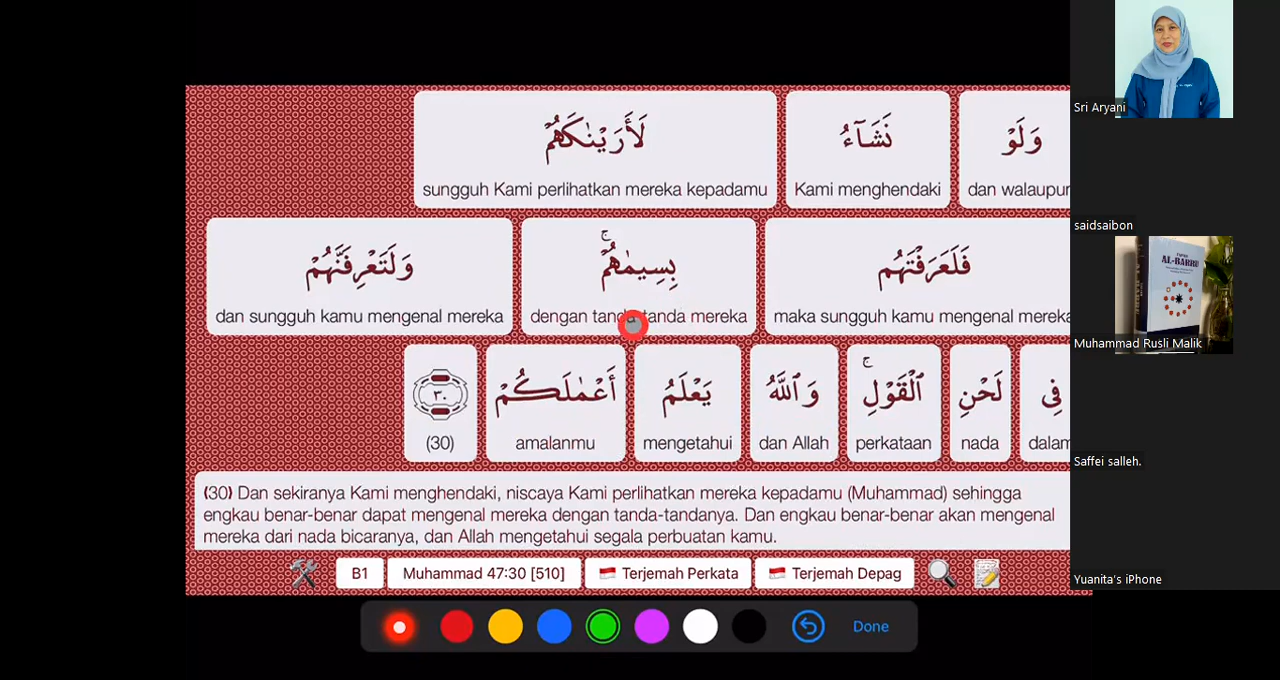 وَلَوْ نَشَآءُ لَأَرَيْنَٰكَهُمْ
dan walaupun Kami menghendaki sungguh Kami perlihatkan mereka kepadamu
فَلَعَرَفْتَهُم بِسِيمَٰهُمْ ۚ وَلَتَعْرِفَنَّهُمْ
maka sungguh kamu mengenal mereka dengan tanda-tanda mereka dan sungguh kamu mengenal mereka
فِى لَحْنِ ٱلْقَوْلِ ۚ وَٱللَّهُ يَعْلَمُ أَعْمَٰلَكُمْ ٣٠
dalam nada perkataan dan Allah mengetahui amalanmu (30)
(30) Dan sekiranya Kami menghendaki, niscaya Kami perlihatkan mereka kepadamu (Muhammad) sehingga
engkau benar-benar dapat mengenal mereka dengan tanda-tandanya. Dan engkau benar-benar akan mengenal
mereka dari nada bicaranya, dan Allah mengetahui segala perbuatan kamu.
B1 Muhammad 47:30 [510] Terjemah Perkata Terjemah Depag
Done
Sri Aryani
saidsaibon
AL-BARRU
Muhammad Rusli Malik
Saffei salleh.
Yuanita's iPhone